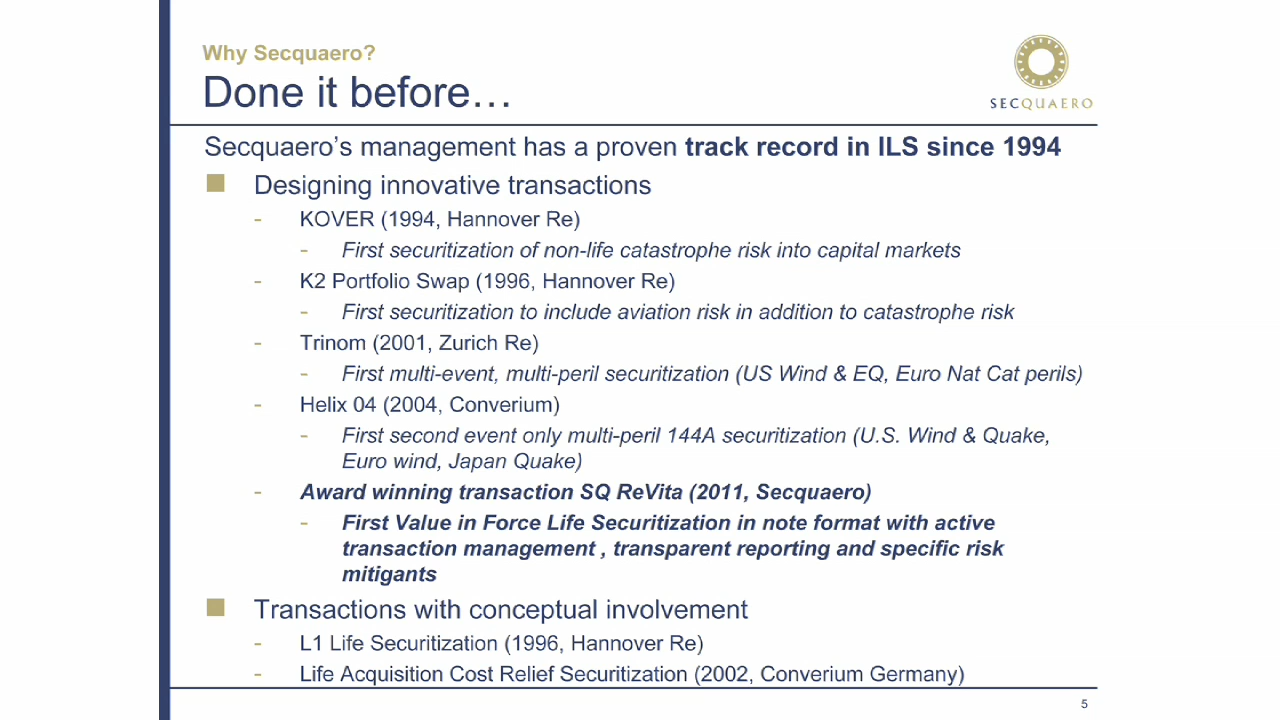 Why Secquaero?
Done it before…
SECQUAERO
Secquaero’s management has a proven track record in ILS since 1994
Designing innovative transactions
- KOVER (1994, Hannover Re)
- First securitization of non-life catastrophe risk into capital markets
- K2 Portfolio Swap (1996, Hannover Re)
- First securitization to include aviation risk in addition to catastrophe risk
- Trinom (2001, Zurich Re)
- First multi-event, multi-peril securitization (US Wind & EQ, Euro Nat Cat perils)
- Helix 04 (2004, Converium)
- First second event only multi-peril 144A securitization (U.S. Wind & Quake,
Euro wind, Japan Quake)
- Award winning transaction SQ ReVita (2011, Secquaero)
- First Value in Force Life Securitization in note format with active
transaction management , transparent reporting and specific risk
mitigants
Transactions with conceptual involvement
- L1 Life Securitization (1996, Hannover Re)
- Life Acquisition Cost Relief Securitization (2002, Converium Germany)
5